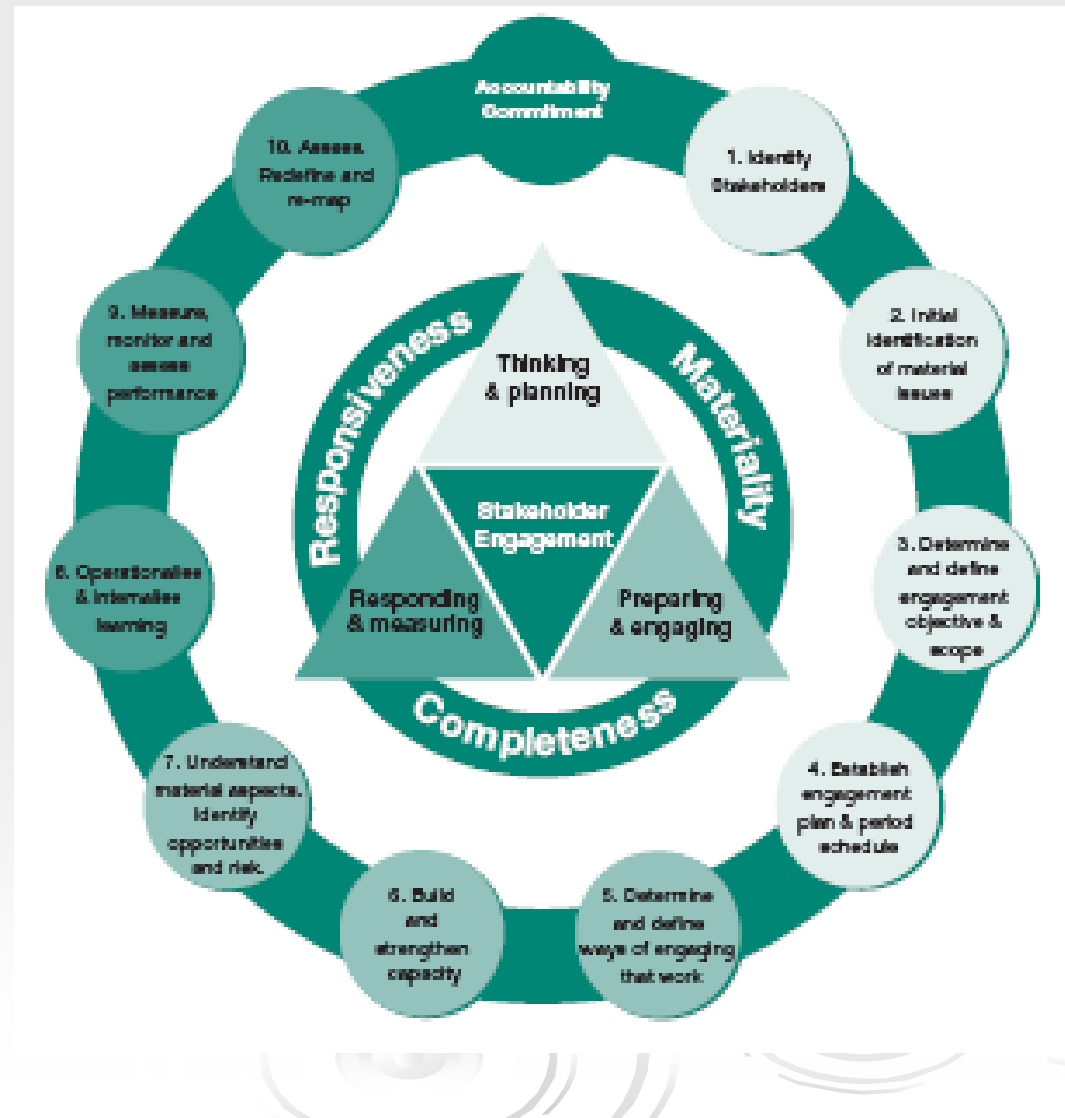 Accountability
Commitment
1. Identify
Stakeholders
2. Initial
identification
of material
issues
3. Determine
and define
engagement
objective &
scope
4. Establish
engagement
plan & period
schedule
5. Determine
and define
ways of engaging
that work
6. Build
and
strengthen
capacity
7. Understand
material aspects.
Identify
opportunities
and risk.
8. Operationalise
& internalise
learning
9. Measure,
monitor and
assess
performance
10. Assess,
Redefine and
re-map
Responsiveness
Materiality
Completeness
Thinking
& planning
Stakeholder
Engagement
Responding
& measuring
Preparing
& engaging